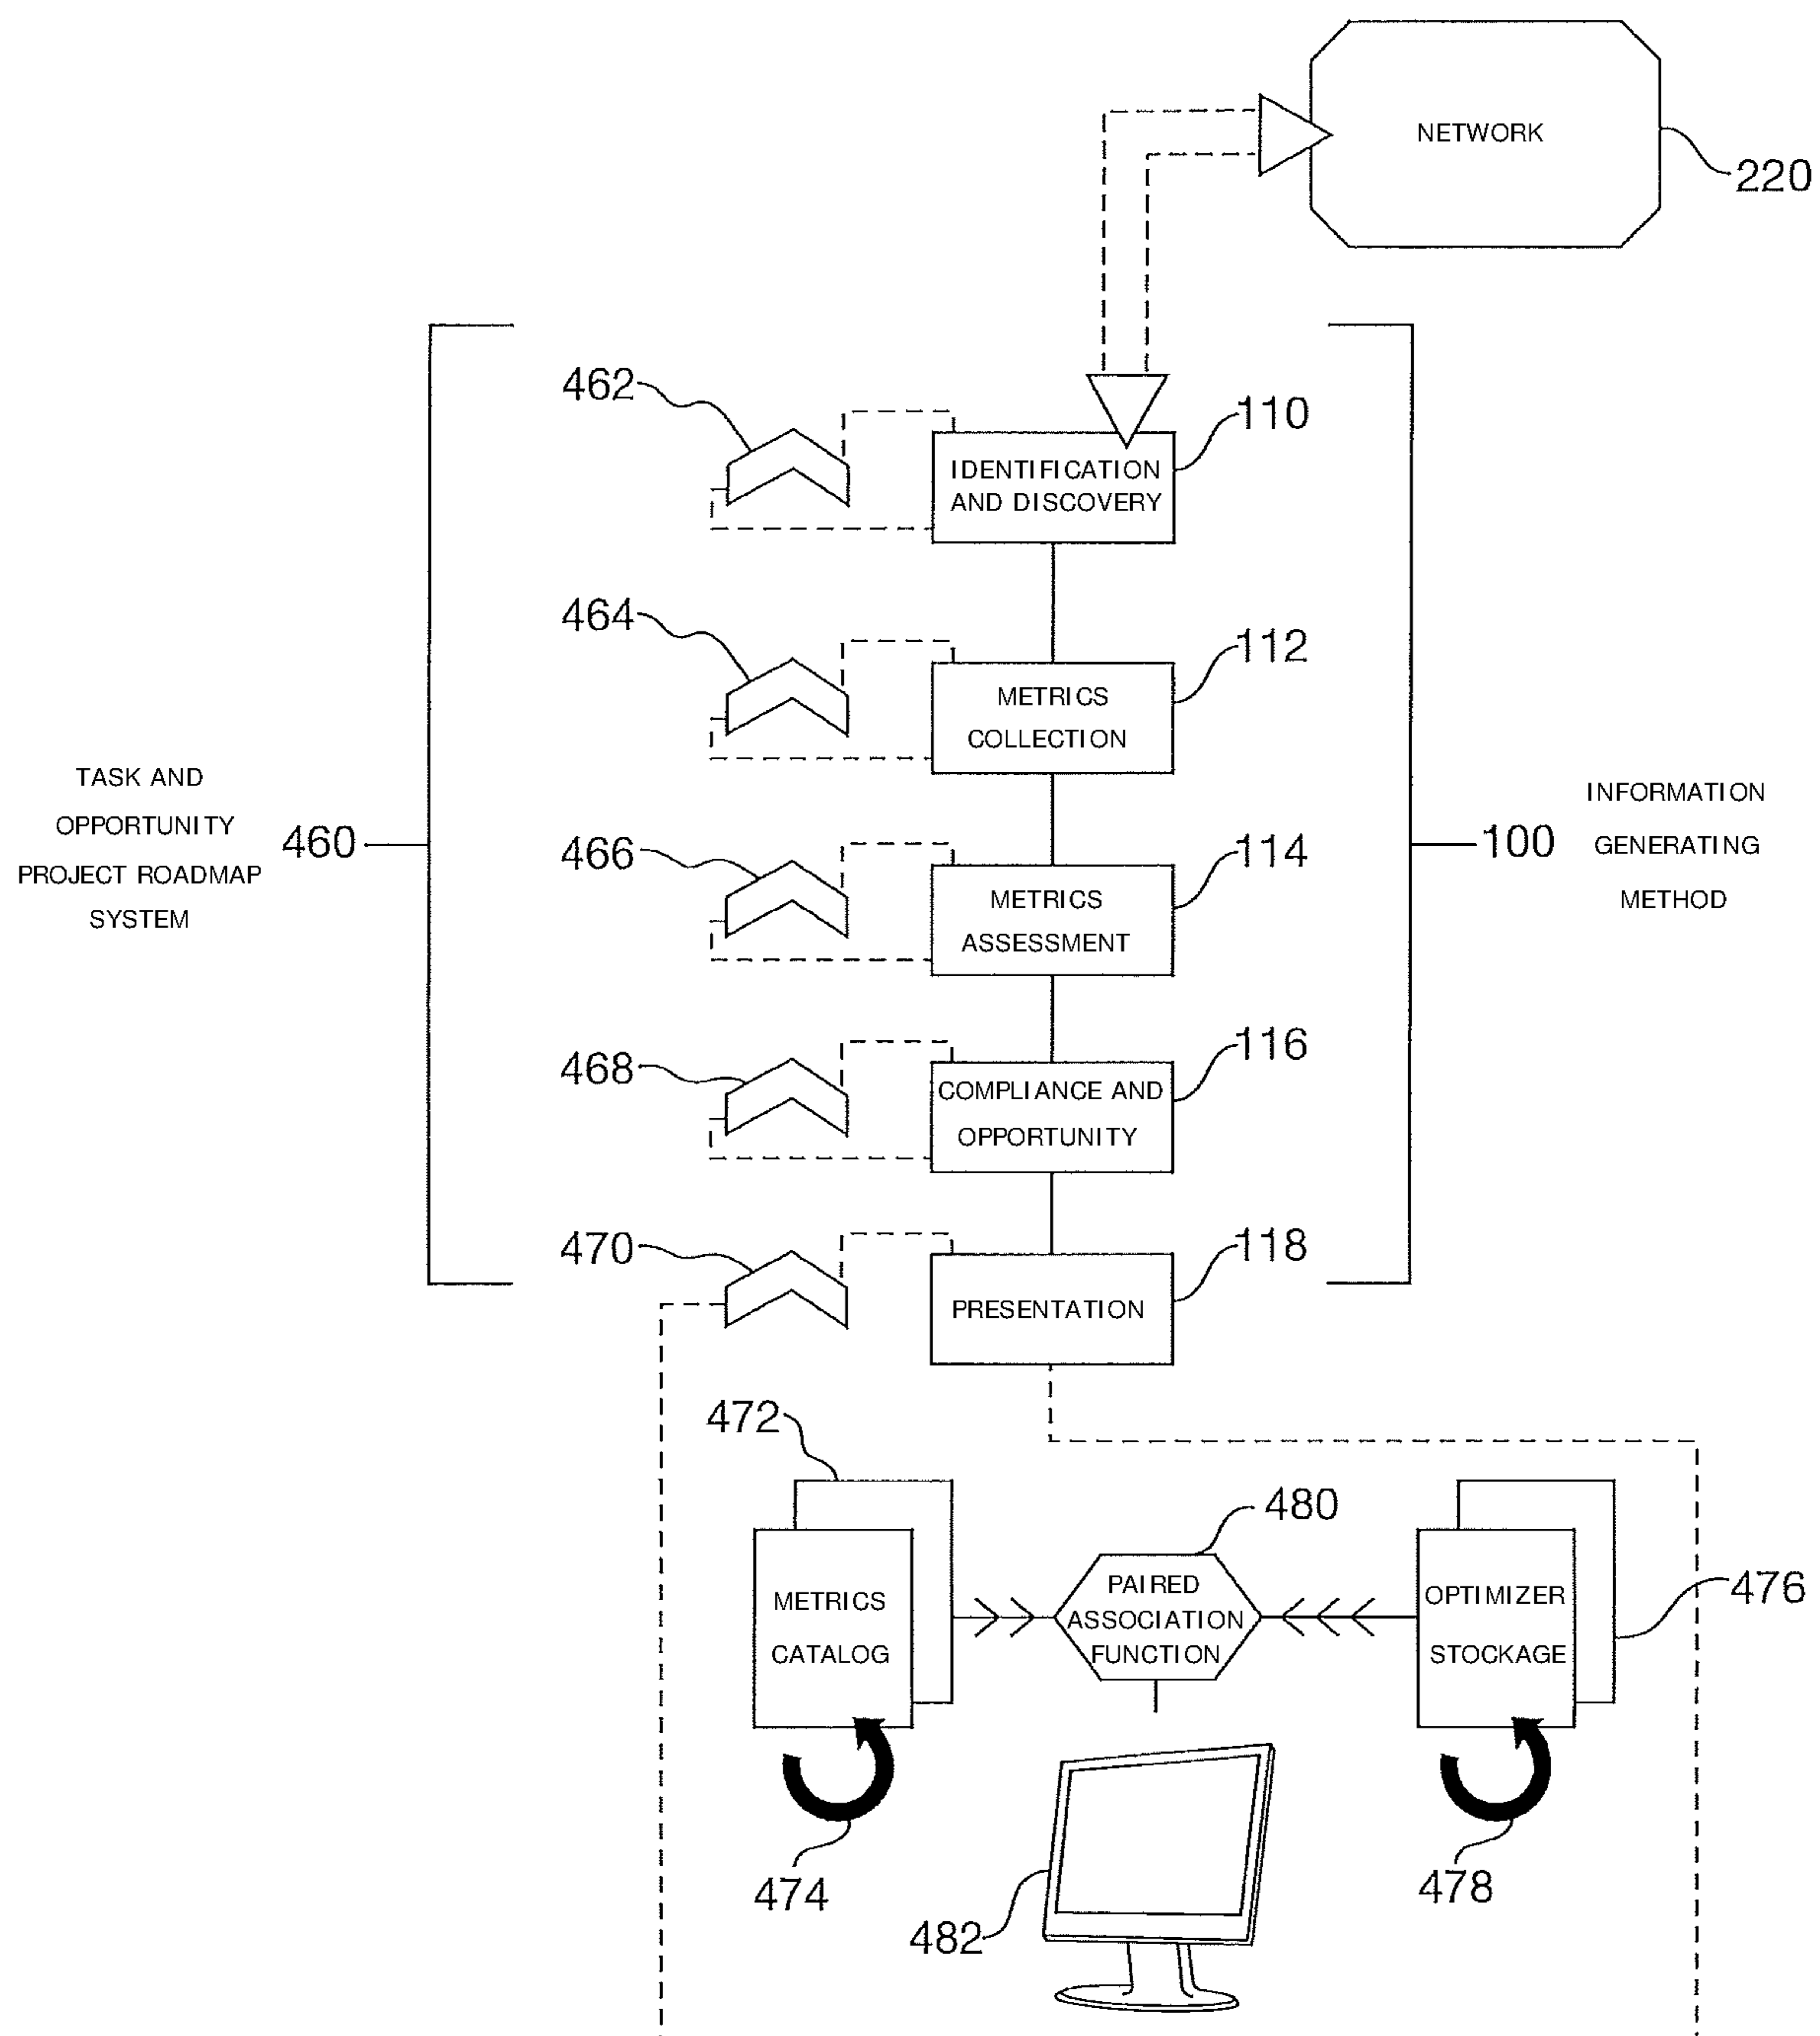 NETWORK
220
462
110
IDENTIFICATION
AND DISCOVERY
464
112
METRICS
COLLECTION
TASK AND
OPPORTUNITY
PROJECT ROADMAP
SYSTEM
460
466
114
METRICS
ASSESSMENT
100
INFORMATION
GENERATING
METHOD
468
116
COMPLIANCE AND
OPPORTUNITY
470
118
PRESENTATION
472
METRICS
CATALOG
474
480
PAIRED
ASSOCIATION
FUNCTION
476
OPTIMIZER
STOCKAGE
478
482